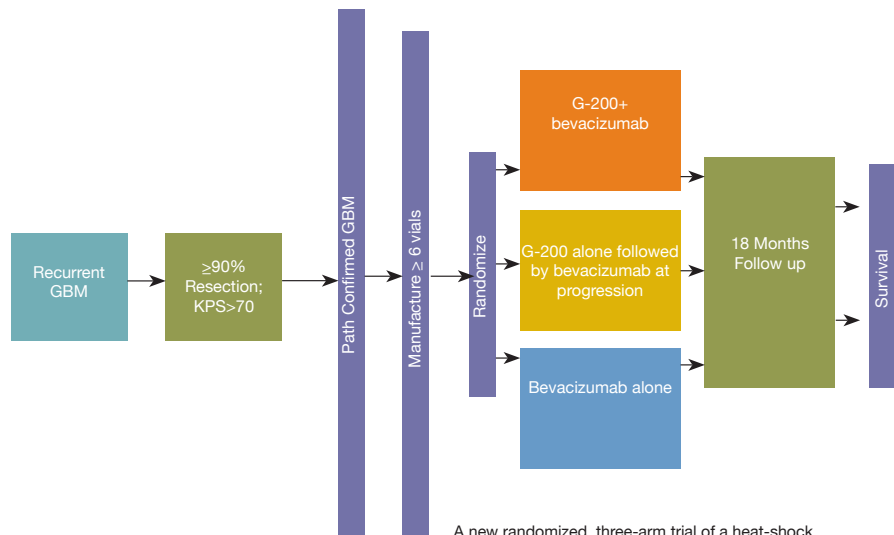 Recurrent
GBM
≥90%
Resection;
KPS>70
Path Confirmed GBM
Manufacture ≥ 6 vials
Randomize
G-200+
bevacizumab
G-200 alone followed
by bevacizumab at
progression
Bevacizumab alone
18 Months
Follow up
Survival
A new randomized, three-arm trial of a heat-shock